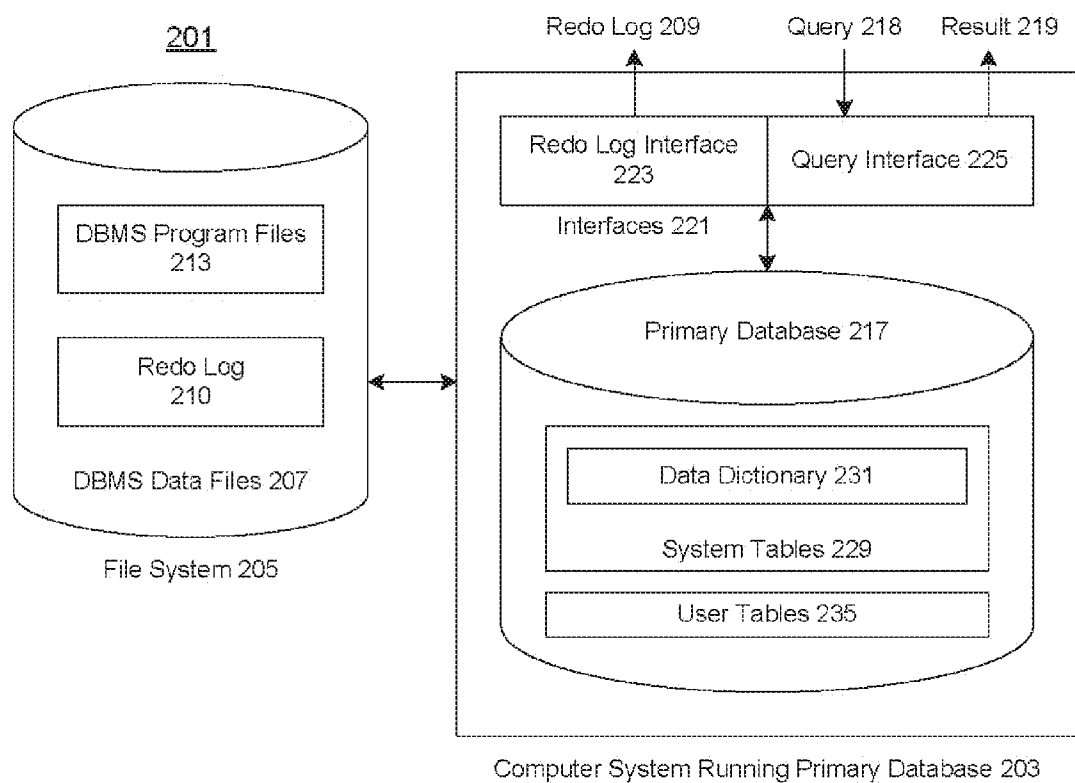 201
Redo Log 209
Query 218
Result 219
Redo Log Interface
223
Query Interface 225
Interfaces 221
DBMS Program Files
213
Redo Log
210
DBMS Data Files 207
File System 205
Primary Database 217
Data Dictionary 231
System Tables 229
User Tables 235
Computer System Running Primary Database 203